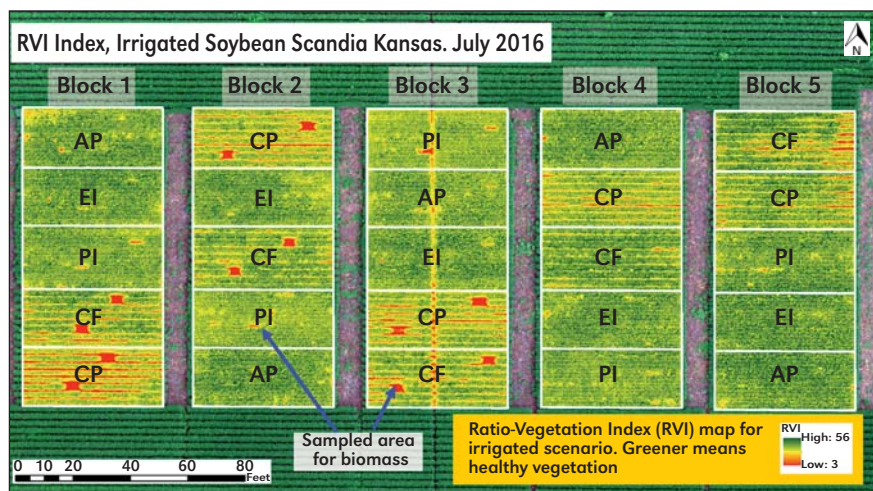 RVI Index, Irrigated Soybean Scandia Kansas. July 2016
N
Block 1 Block 2 Block 3 Block 4 Block 5
AP CP PI AP CF
EI EI AP CP CP
PI CF EI CF PI
CF PI CP EI EI
CP AP CF PI AP
Sampled area
for biomass
Ratio-Vegetation Index (RVI) map for
irrigated scenario. Greener means
healthy vegetation
RVI
High: 56
Low: 3
0 10 20 40 60 80
Feet